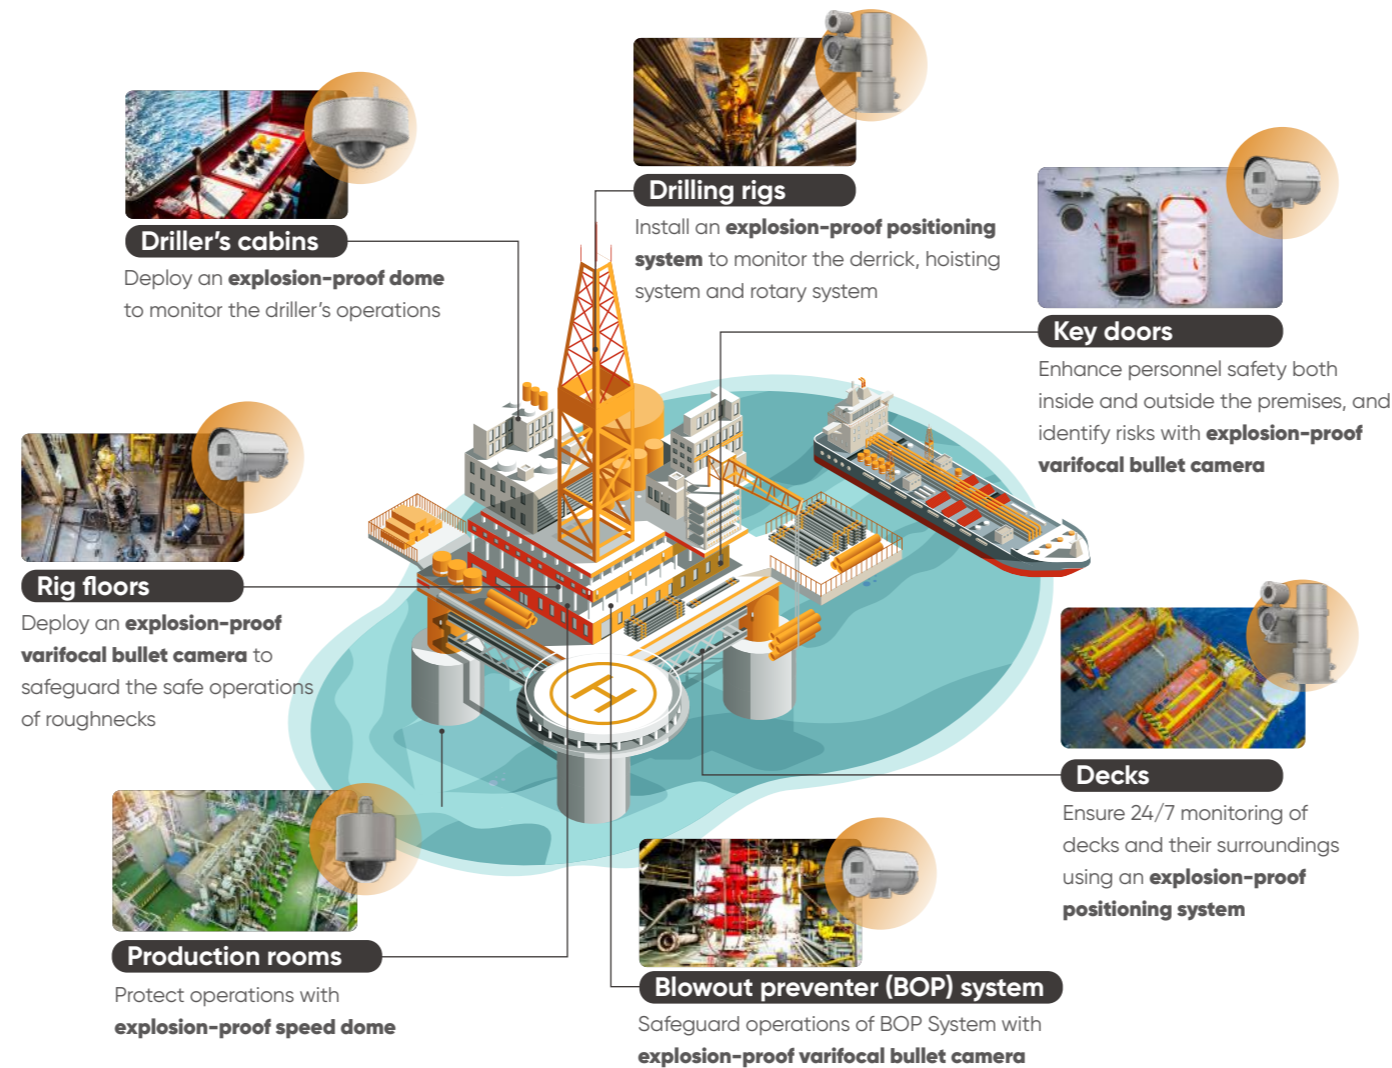 Drilling rigs
Install an explosion-proof positioning
system to monitor the derrick, hoisting
system and rotary system
Driller's cabins
Deploy an explosion-proof dome
to monitor the driller's operations
Key doors
Enhance personnel safety both
inside and outside the premises, and
identify risks with explosion-proof
varifocal bullet camera
Rig floors
Deploy an explosion-proof
varifocal bullet camera to
safeguard the safe operations
of roughnecks
H
Decks
Ensure 24/7 monitoring of
decks and their surroundings
using an explosion-proof
positioning system
Production rooms
Protect operations with
explosion-proof speed dome
Blowout preventer (BOP) system
Safeguard operations of BOP System with
explosion-proof varifocal bullet camera